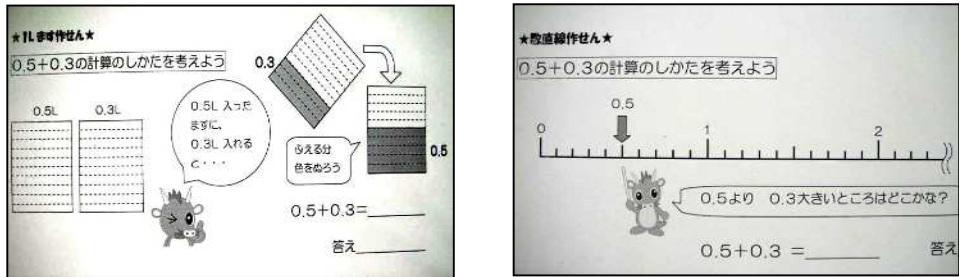 ★1Lます作せん★
0.5+0.3の計算のしかたを考えよう
0.5L 0.3L
0.5L 入った
ますに、
0.3L 入れる
と・・・
0.3
ふえる分
色をぬろう
0.5
0.5+0.3=
答え
★数直線作せん★
0.5+0.3の計算のしかたを考えよう
0.5
0 1 2
0.5より 0.3大きいところはどこかな?
0.5+0.3 =
答え